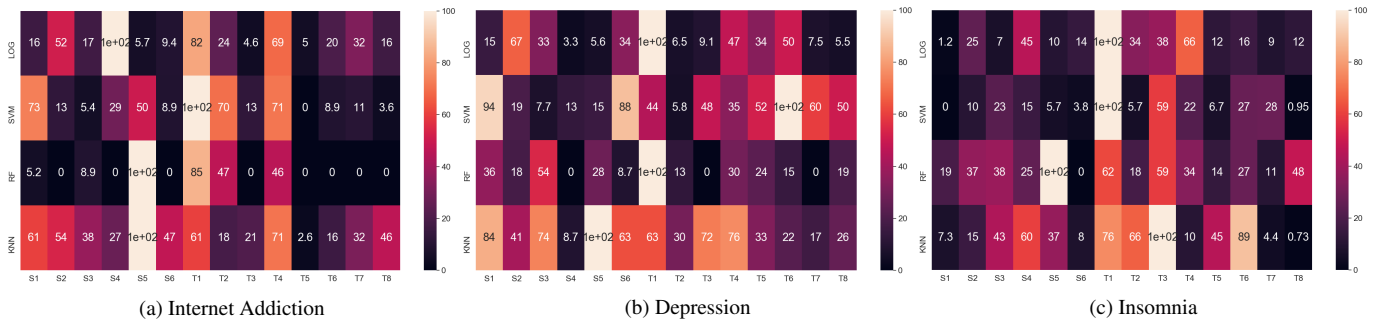 LOG 16 52 17 1e+02 5.7 9.4 82 24 4.6 69 5 20 32 16
SVM 73 13 5.4 29 50 8.9 1e+02 70 13 71 0 8.9 11 3.6
RF 5.2 0 8.9 0 1e+02 0 85 47 0 46 0 0 0 0
KNN 61 54 38 27 1e+02 47 61 18 21 71 2.6 16 32 46
S1 S2 S3 S4 S5 S6 T1 T2 T3 T4 T5 T6 T7 T8
100
80
60
40
20
0
(a) Internet Addiction
LOG 15 67 33 3.3 5.6 34 1e+02 6.5 9.1 47 34 50 7.5 5.5
SVM 94 19 7.7 13 15 88 44 5.8 48 35 52 1e+02 60 50
RF 36 18 54 0 28 8.7 1e+02 13 0 30 24 15 0 19
KNN 84 41 74 8.7 1e+02 63 63 30 72 76 33 22 17 26
S1 S2 S3 S4 S5 S6 T1 T2 T3 T4 T5 T6 T7 T8
100
80
60
40
20
0
(b) Depression
LOG 1.2 25 7 45 10 14 1e+02 34 38 66 12 16 9 12
SVM 0 10 23 15 5.7 3.8 1e+02 5.7 59 22 6.7 27 28 0.95
RF 19 37 38 25 1e+02 0 62 18 59 34 14 27 11 48
KNN 7.3 15 43 60 37 8 76 66 1e+02 10 45 89 4.4 0.73
S1 S2 S3 S4 S5 S6 T1 T2 T3 T4 T5 T6 T7 T8
100
80
60
40
20
0
(c) Insomnia